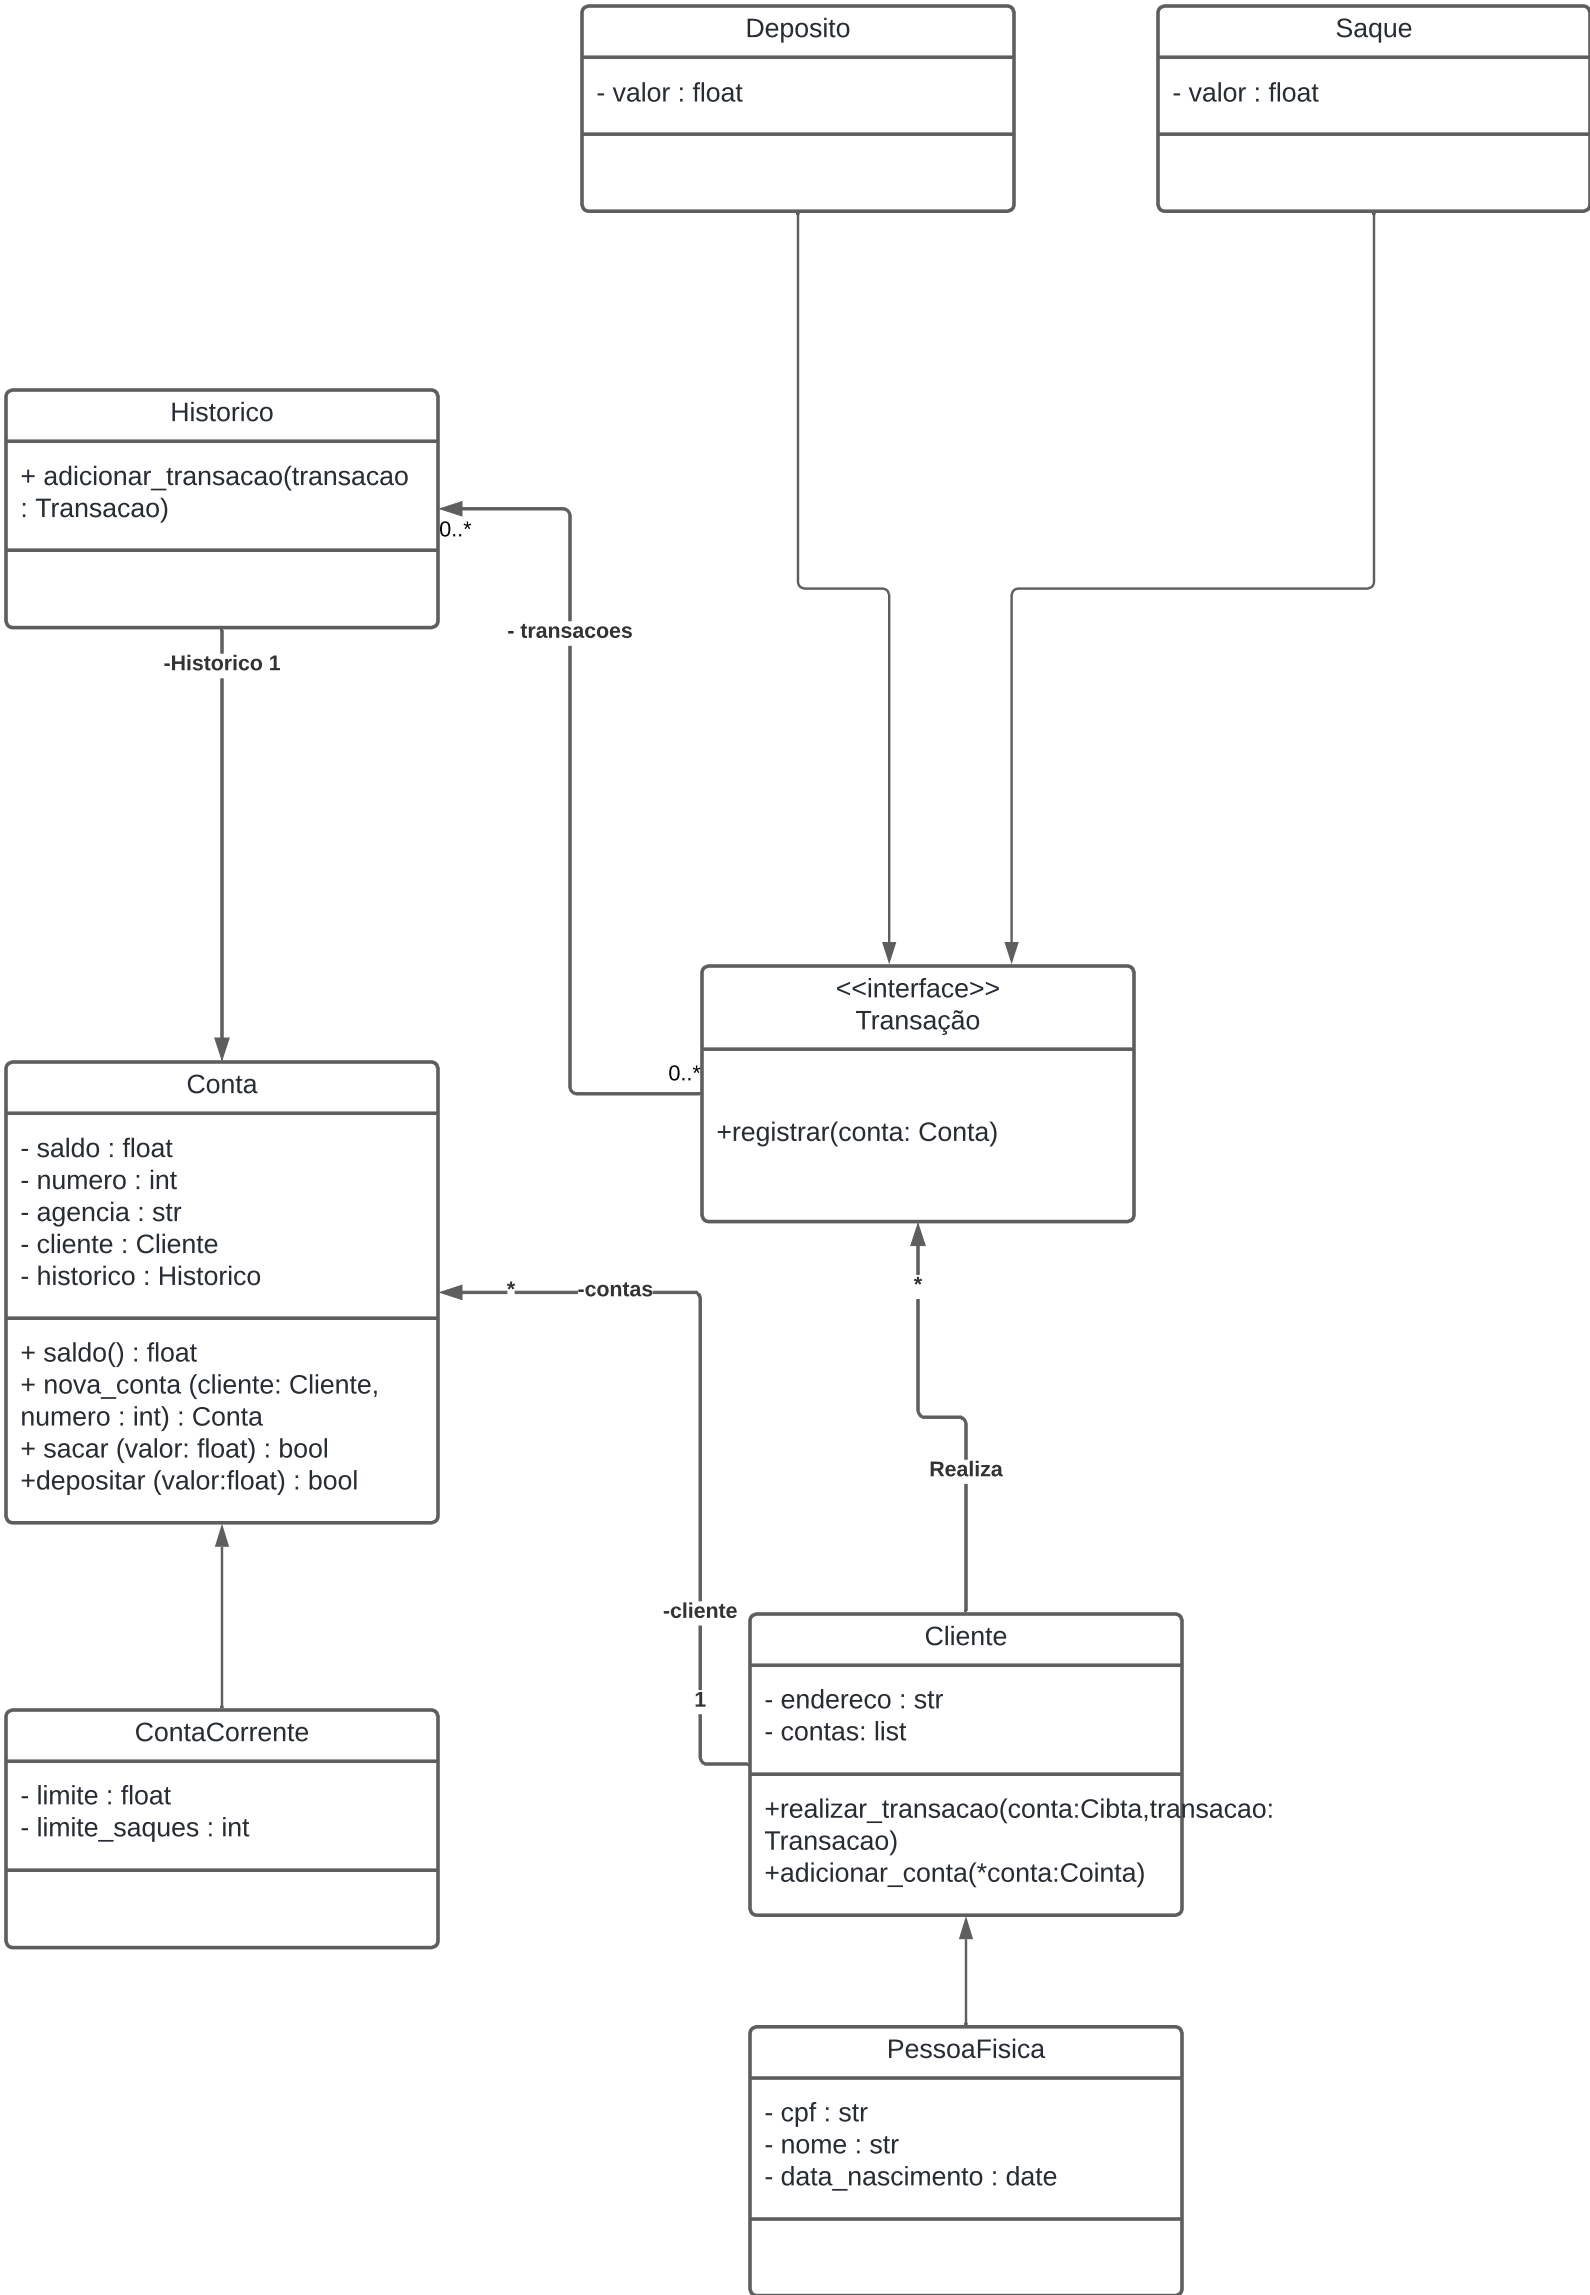 Deposito
- valor : float
Saque
- valor : float
Historico
+ adicionar_transacao(transacao
: Transacao)
0..*
- transacoes
-Historico 1
<<interface>>
Transação
0..*
+registrar(conta: Conta)
Conta
- saldo : float
- numero : int
- agencia : str
- cliente : Cliente
- historico : Historico
+ saldo() : float
+ nova_conta (cliente: Cliente,
numero : int) : Conta
+ sacar (valor: float) : bool
+depositar (valor:float) : bool
*
-contas
*
Realiza
-cliente
1
Cliente
- endereco : str
- contas: list
+realizar_transacao(conta:Cibta,transacao:
Transacao)
+adicionar_conta(*conta:Cointa)
ContaCorrente
- limite : float
- limite_saques : int
PessoaFisica
- cpf : str
- nome : str
- data_nascimento : date